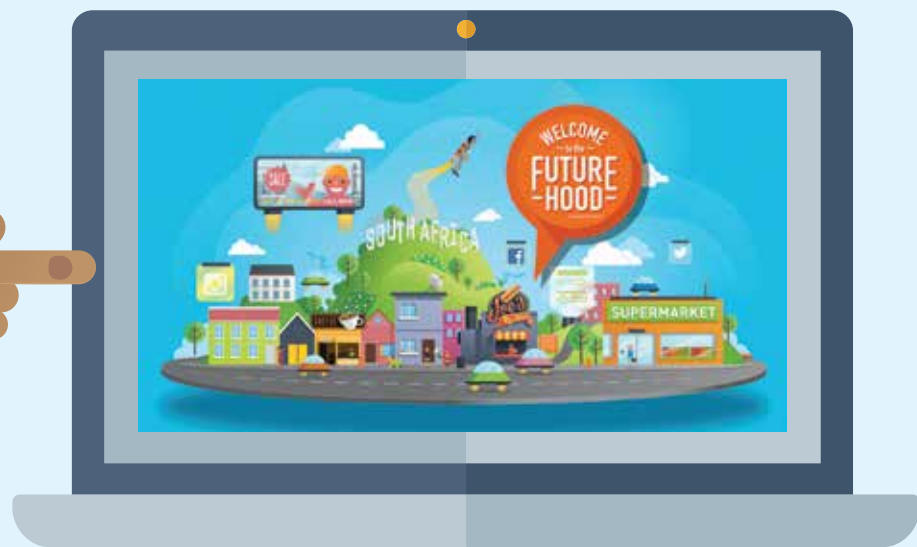 WELCOME
to the
FUTURE
-HOOD-
SALE
SOUTH AFRICA
SUPERMARKET